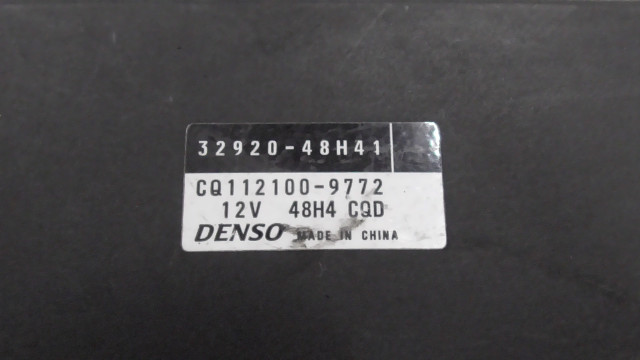 32920-48H41
CQ112100-9772
12V 48H4 CQD
DENSO MADE IN CHINA